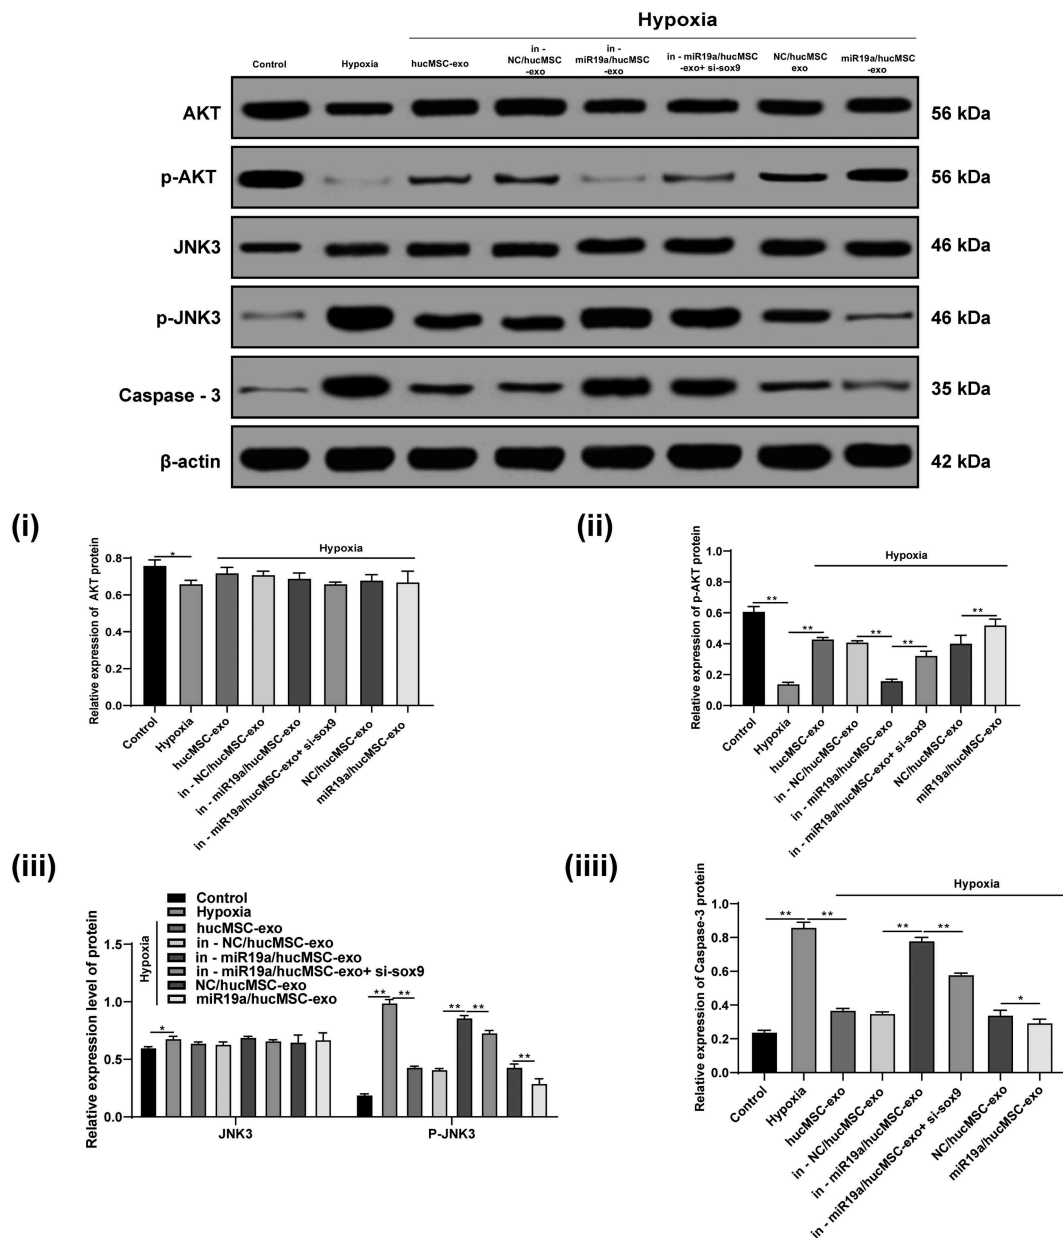 Hypoxia
Control
Hypoxia
hucMSC-exo
in -
NC/hucMSC
-exo
in -
miR19a/hucMSC
-exo
in - miR19a/hucMSC
-exo+ si-sox9
NC/hucMSC
exo
miR19a/hucMSC
-exo
AKT
56 kDa
p-AKT
56 kDa
JNK3
46 kDa
p-JNK3
46 kDa
Caspase - 3
35 kDa
β-actin
42 kDa
(i)
Relative expression of AKT protein
0.8
0.6
0.4
0.2
0.0
*
Hypoxia
Control
Hypoxia
hucMSC-exo
in - NC/hucMSC-exo
in - miR19a/hucMSC-exo
in - miR19a/hucMSC-exo+ si-sox9
NC/hucMSC-exo
miR19a/hucMSC-exo
(ii)
Relative expression of p-AKT protein
1.0
0.8
0.6
0.4
0.2
0.0
Hypoxia
**
**
**
**
**
Control
Hypoxia
hucMSC-exo
in - NC/hucMSC-exo
in - miR19a/hucMSC-exo
in - miR19a/hucMSC-exo+ si-sox9
NC/hucMSC-exo
miR19a/hucMSC-exo
(iii)
Relative expression level of protein
1.5
1.0
0.5
0.0
Hypoxia
Control
Hypoxia
hucMSC-exo
in - NC/hucMSC-exo
in - miR19a/hucMSC-exo
in - miR19a/hucMSC-exo+ si-sox9
NC/hucMSC-exo
miR19a/hucMSC-exo
*
**
**
**
**
**
JNK3
P-JNK3
(iiii)
Relative expression of Caspase-3 protein
1.0
0.8
0.6
0.4
0.2
0.0
Hypoxia
**
**
**
**
*
Control
Hypoxia
hucMSC-exo
in - NC/hucMSC-exo
in - miR19a/hucMSC-exo
in - miR19a/hucMSC-exo+ si-sox9
NC/hucMSC-exo
miR19a/hucMSC-exo